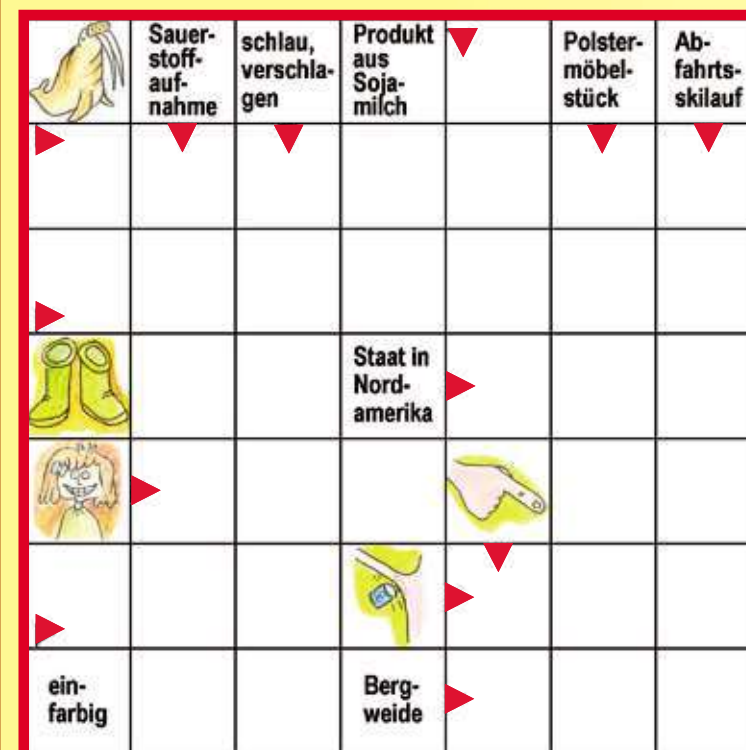 Sauer-
stoff-
auf-
nahme
schlau,
verschla-
gen
Produkt
aus
Soja-
milch
Polster-
möbel-
stück
Ab-
fahrts-
skilauf
Staat in
Nord-
amerika
ein-
farbig
Berg-
weide